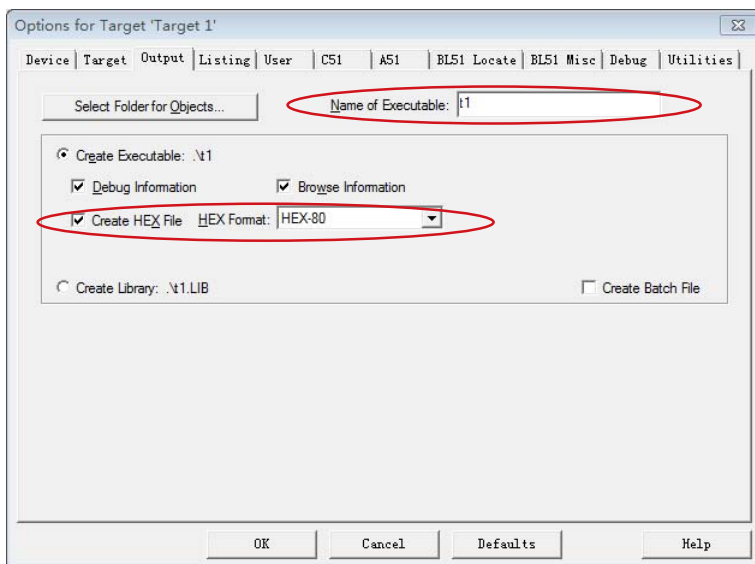 Options for Target 'Target 1'
Device Target Output Listing User C51 A51 BL51 Locate BL51 Misc Debug Utilities
Select Folder for Objects... Name of Executable: t1
Create Executable: .\t1
Debug Information Browse Information
Create HEX File HEX Format: HEX-80
Create Library: .\t1.LIB Create Batch File
OK Cancel Defaults Help